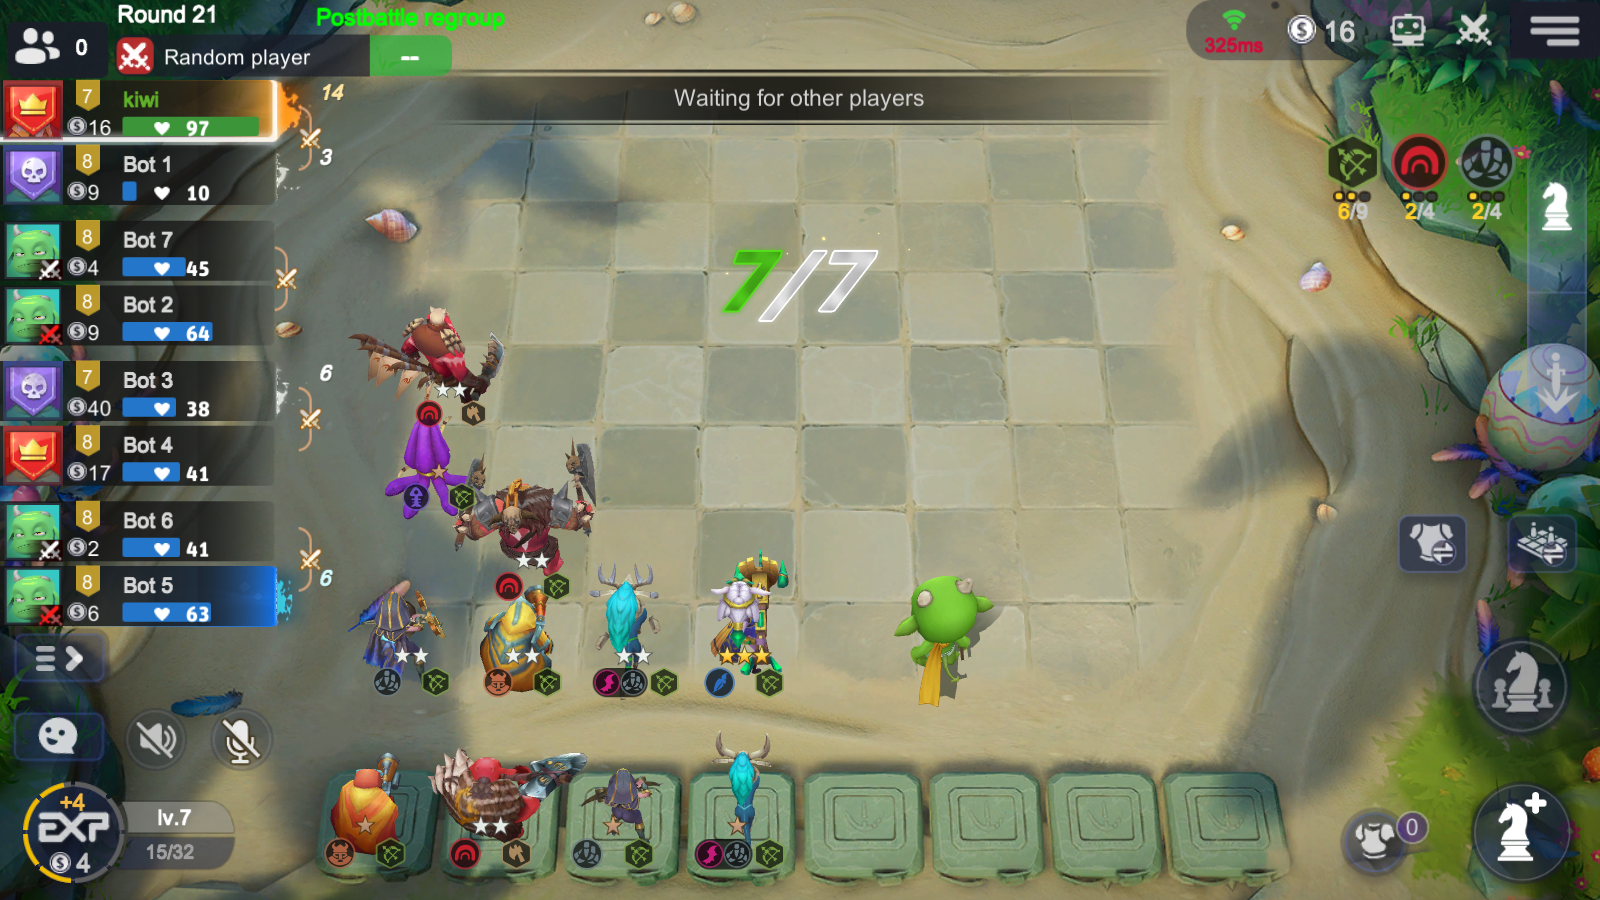 Round 21
Postbattle regroup
0
Random player
--
325ms
16
Waiting for other players
7
kiwi
16
97
14
3
8
Bot 1
9
10
8
Bot 7
4
45
8
Bot 2
9
64
7
Bot 3
40
38
6
8
Bot 4
17
41
8
Bot 6
2
41
8
Bot 5
6
63
6
6/9
2/4
2/4
7/7
+4
EXP
4
lv.7
15/32
0